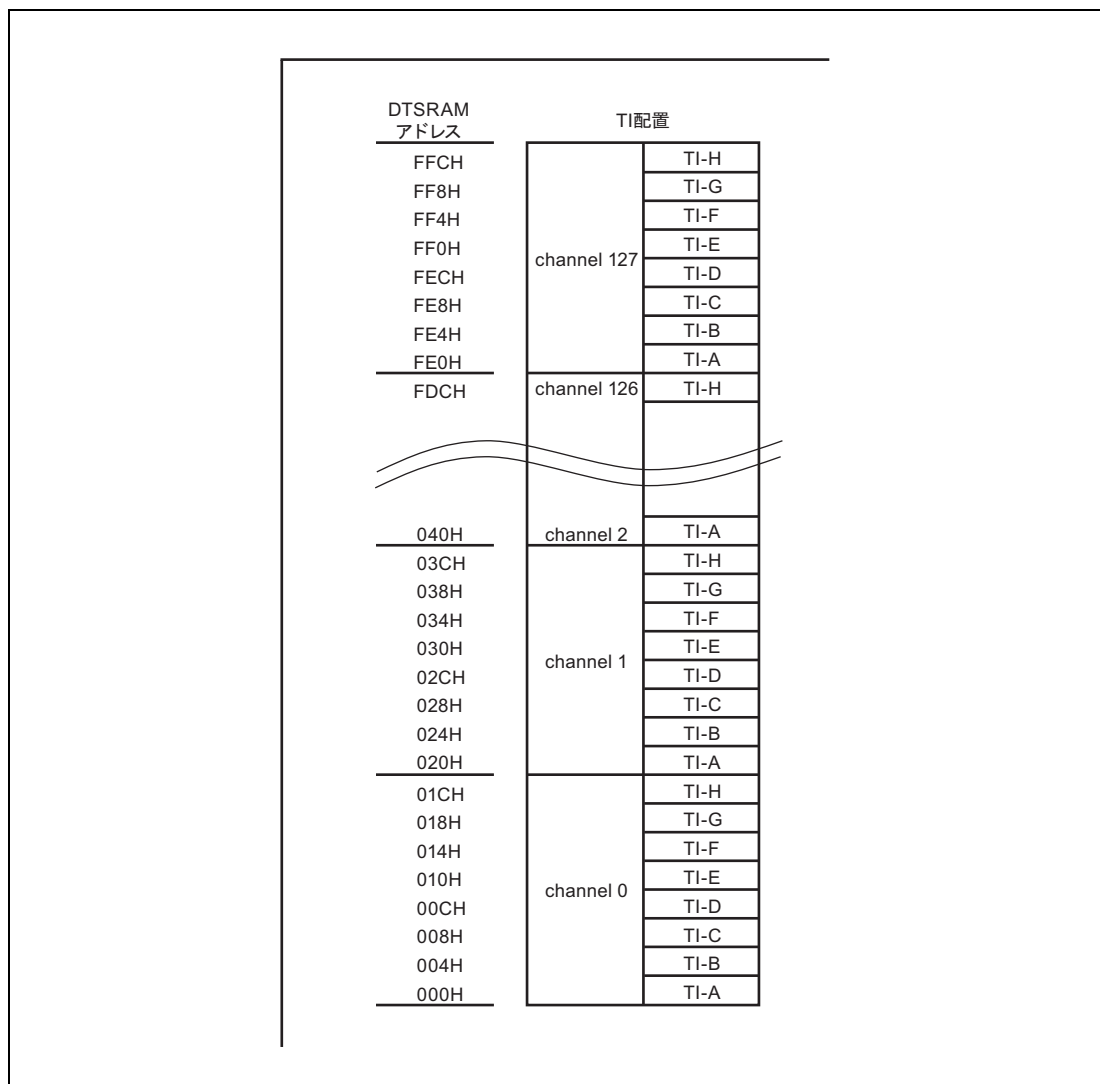 DTSRAM
アドレス
TI配置
FFCH TI-H
FF8H TI-G
FF4H TI-F
FF0H TI-E
channel 127
FECH TI-D
FE8H TI-C
FE4H TI-B
FE0H TI-A
FDCH channel 126 TI-H
040H channel 2 TI-A
03CH TI-H
038H TI-G
034H TI-F
030H TI-E
channel 1
02CH TI-D
028H TI-C
024H TI-B
020H TI-A
01CH TI-H
018H TI-G
014H TI-F
010H TI-E
channel 0
00CH TI-D
008H TI-C
004H TI-B
000H TI-A